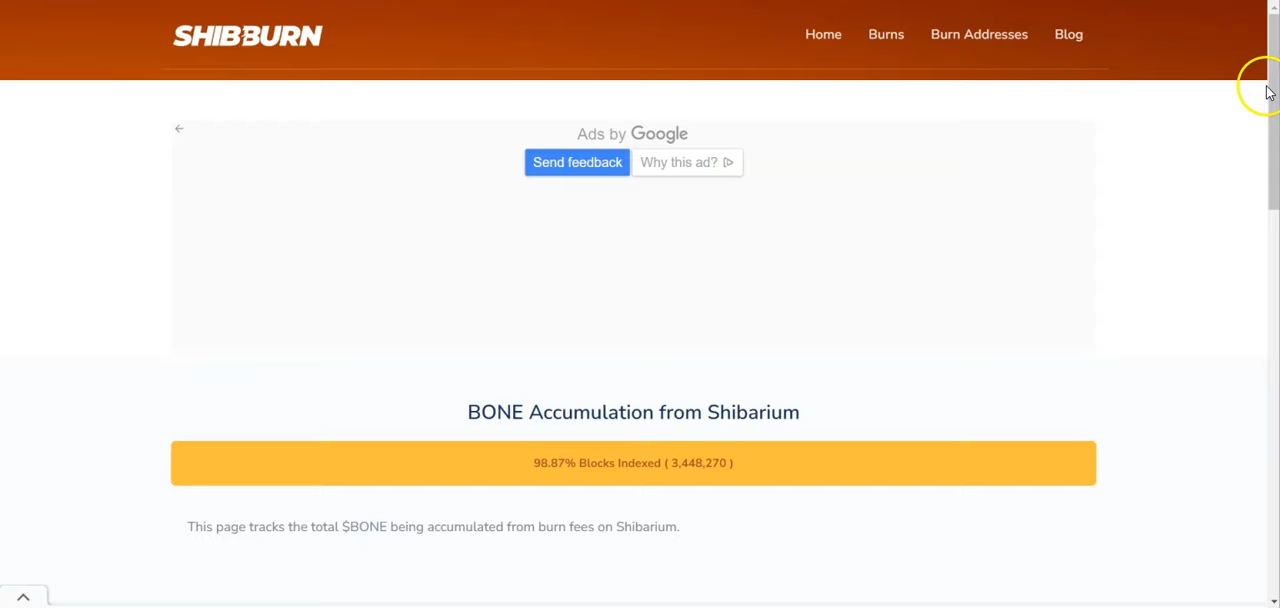 SHIBBURN
Home Burns Burn Addresses Blog
Ads by Google
Send feedback Why this ad?
BONE Accumulation from Shibarium
98.87% Blocks Indexed ( 3,448,270 )
This page tracks the total $BONE being accumulated from burn fees on Shibarium.